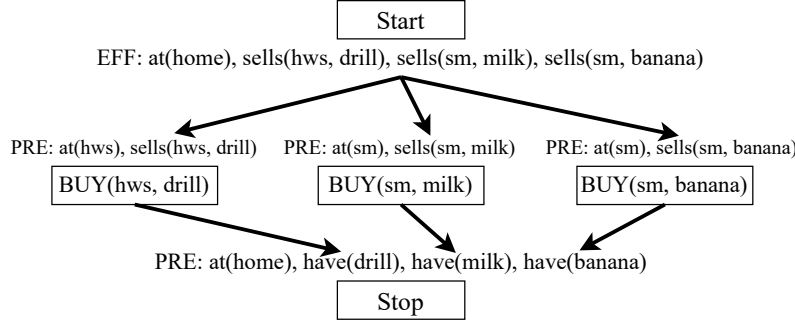 Start
EFF: at(home), sells(hws, drill), sells(sm, milk), sells(sm, banana)
PRE: at(hws), sells(hws, drill) PRE: at(sm), sells(sm, milk) PRE: at(sm), sells(sm, banana)
BUY(hws, drill) BUY(sm, milk) BUY(sm, banana)
PRE: at(home), have(drill), have(milk), have(banana)
Stop